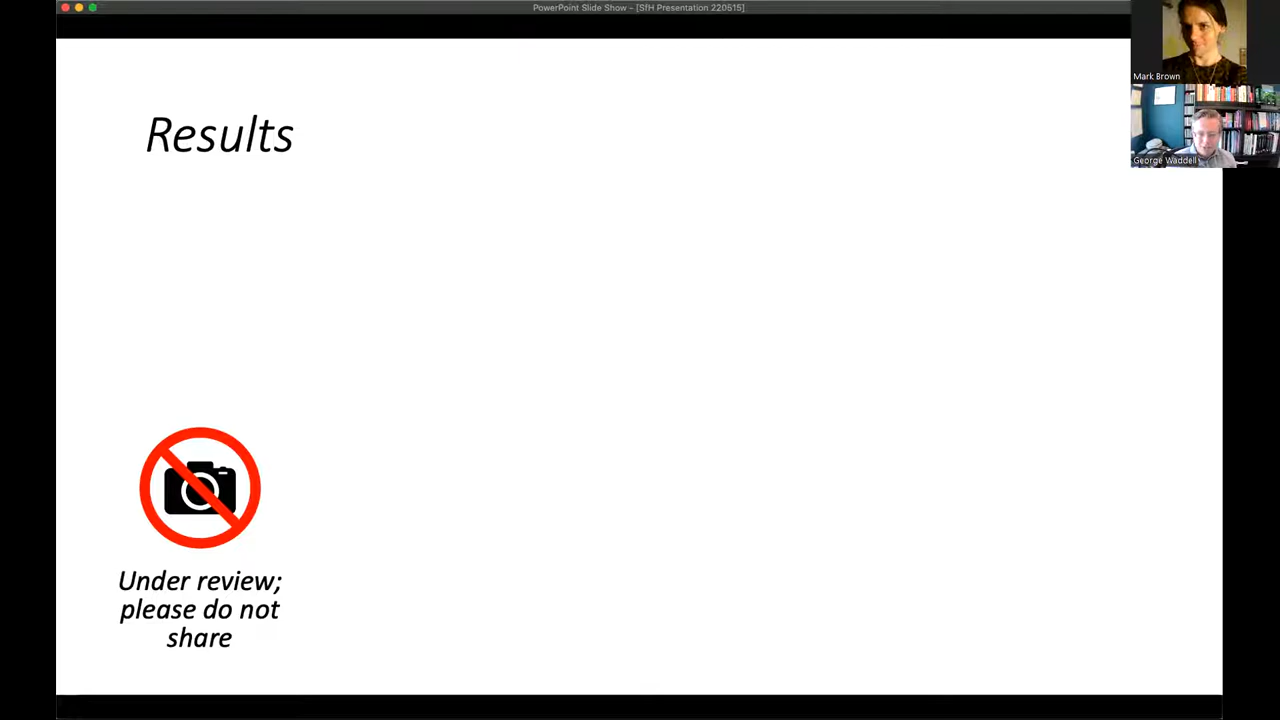 PowerPoint Slide Show - [SfH Presentation 220515]
Mark Brown
George Waddell
Results
Under review;
please do not
share